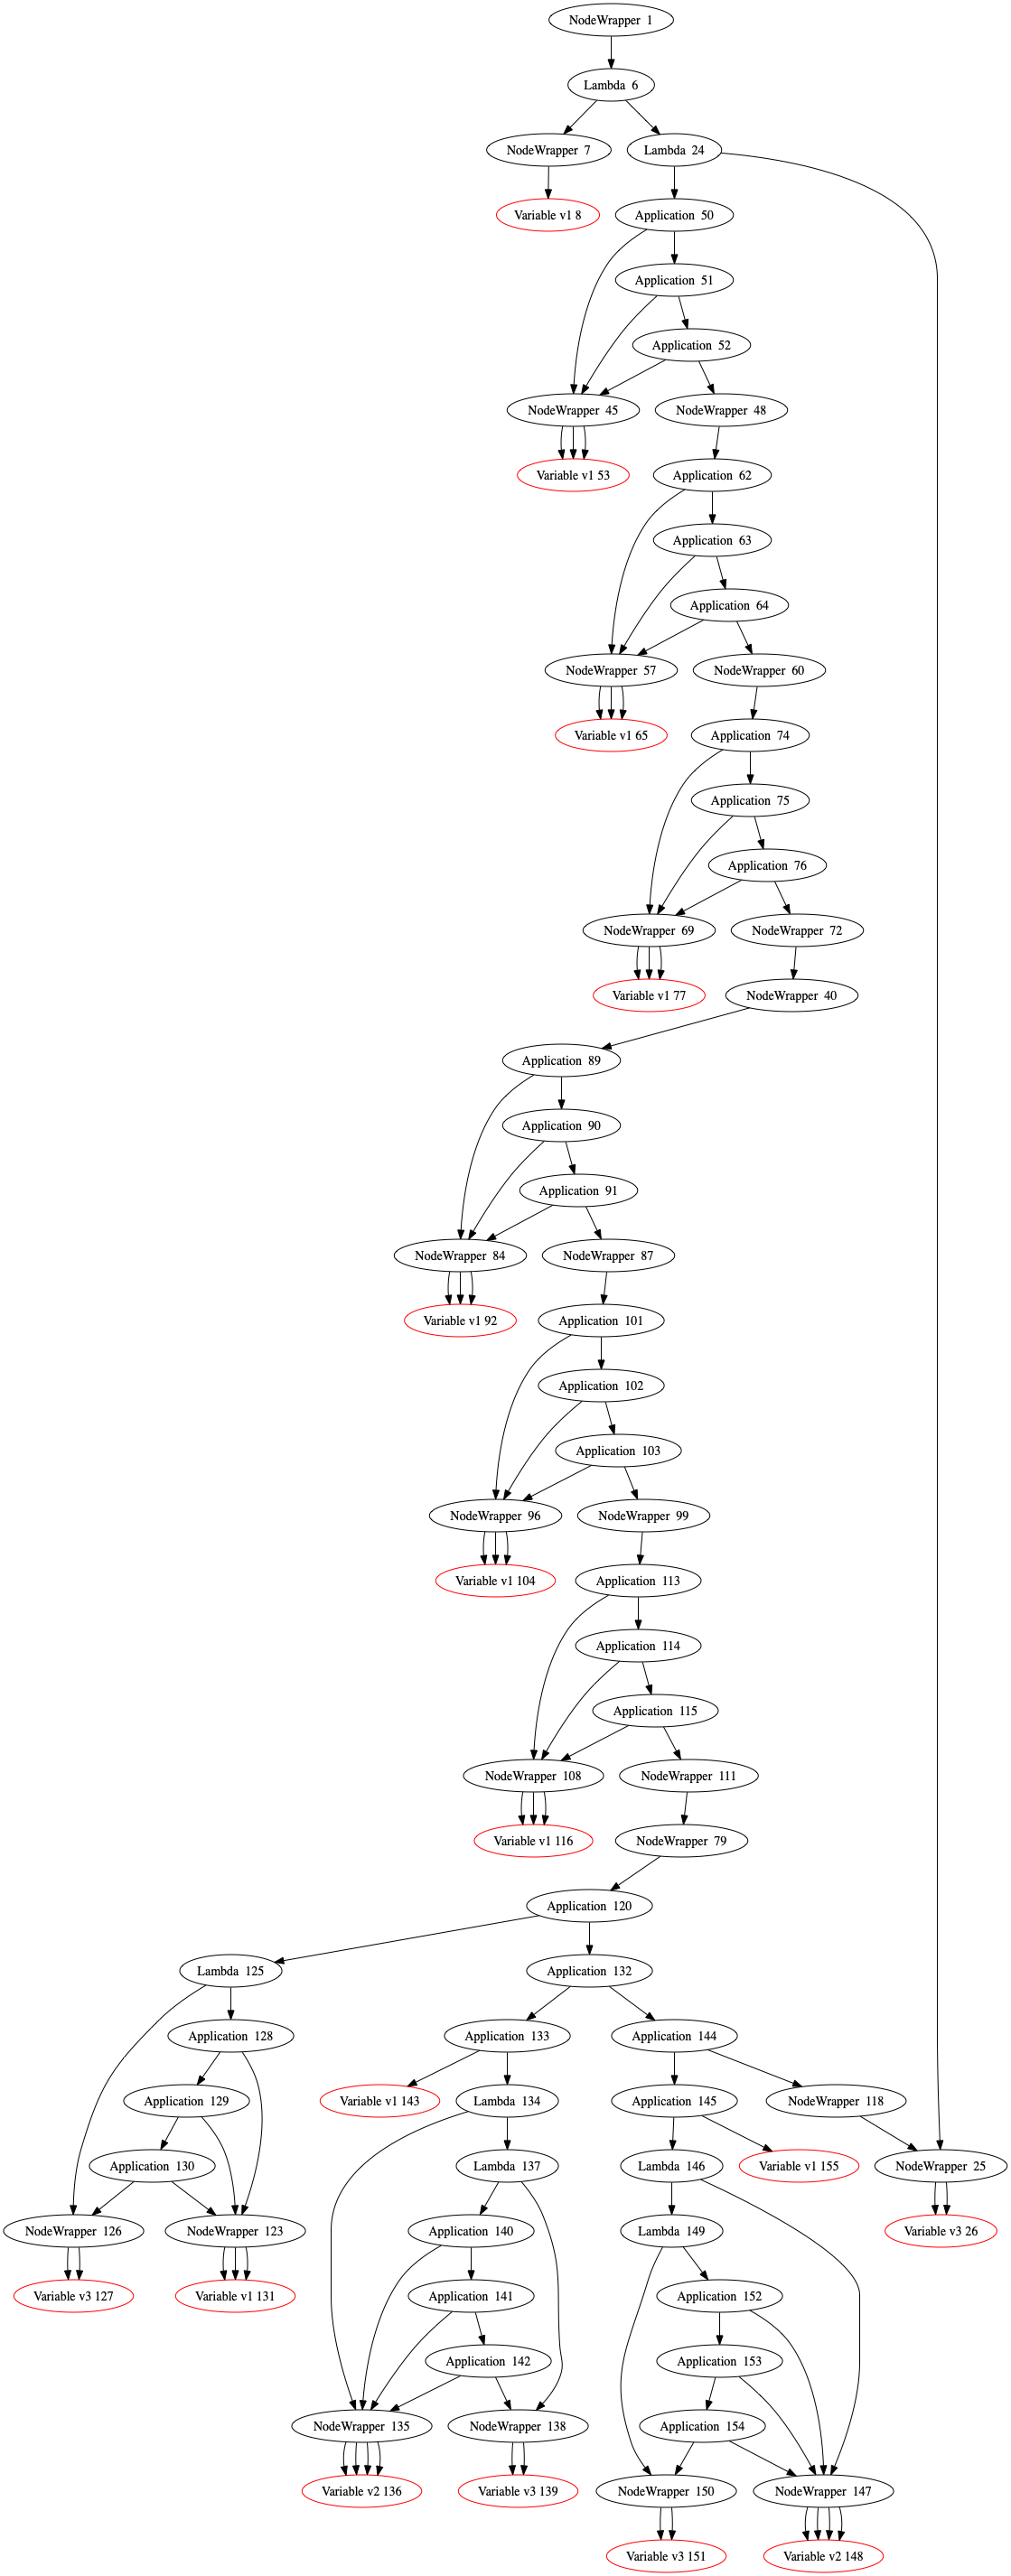 NodeWrapper 1
Lambda 6
NodeWrapper 7
Lambda 24
Variable v1 8
Application 50
Application 51
Application 52
NodeWrapper 45
NodeWrapper 48
Variable v1 53
Application 62
Application 63
Application 64
NodeWrapper 57
NodeWrapper 60
Variable v1 65
Application 74
Application 75
Application 76
NodeWrapper 69
NodeWrapper 72
Variable v1 77
NodeWrapper 40
Application 89
Application 90
Application 91
NodeWrapper 84
NodeWrapper 87
Variable v1 92
Application 101
Application 102
Application 103
NodeWrapper 96
NodeWrapper 99
Variable v1 104
Application 113
Application 114
Application 115
NodeWrapper 108
NodeWrapper 111
Variable v1 116
NodeWrapper 79
Application 120
Lambda 125
Application 132
Application 128
Application 133
Application 144
Application 129
Variable v1 143
Lambda 134
Application 145
NodeWrapper 118
Application 130
Lambda 137
Lambda 146
Variable v1 155
NodeWrapper 25
NodeWrapper 126
NodeWrapper 123
Application 140
Lambda 149
Variable v3 26
Variable v3 127
Variable v1 131
Application 141
Application 152
Application 142
Application 153
NodeWrapper 135
NodeWrapper 138
Application 154
Variable v2 136
Variable v3 139
NodeWrapper 150
NodeWrapper 147
Variable v3 151
Variable v2 148